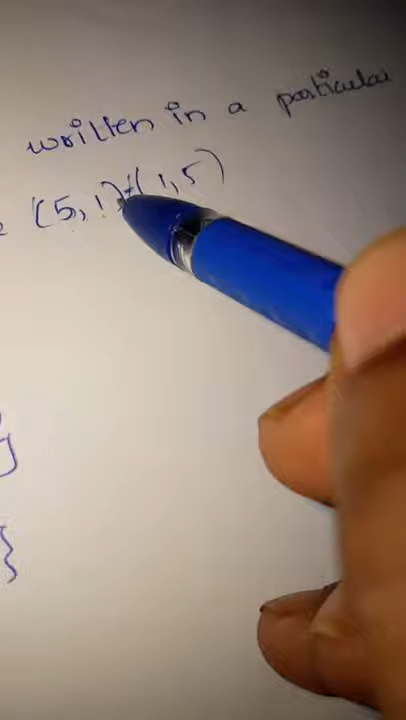 written in a particular
(5,1)≠(1,5)
]
}